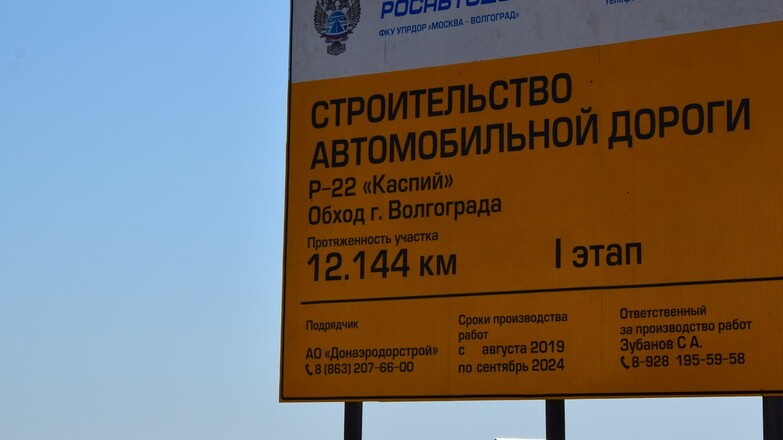 ФКУ УПРДОР «МОСКВА - ВОЛГОГРАД»
СТРОИТЕЛЬСТВО
АВТОМОБИЛЬНОЙ ДОРОГИ
Р-22 «Каспий»
Обход г. Волгограда
Протяженность участка
12.144 км I этап
Подрядчик
АО «Донаэродорстрой»
8 (863) 207-66-00
Сроки производства
работ
с августа 2019
по сентябрь 2024
Ответственный
за производство работ
Зубанов С А.
8-928 195-59-58